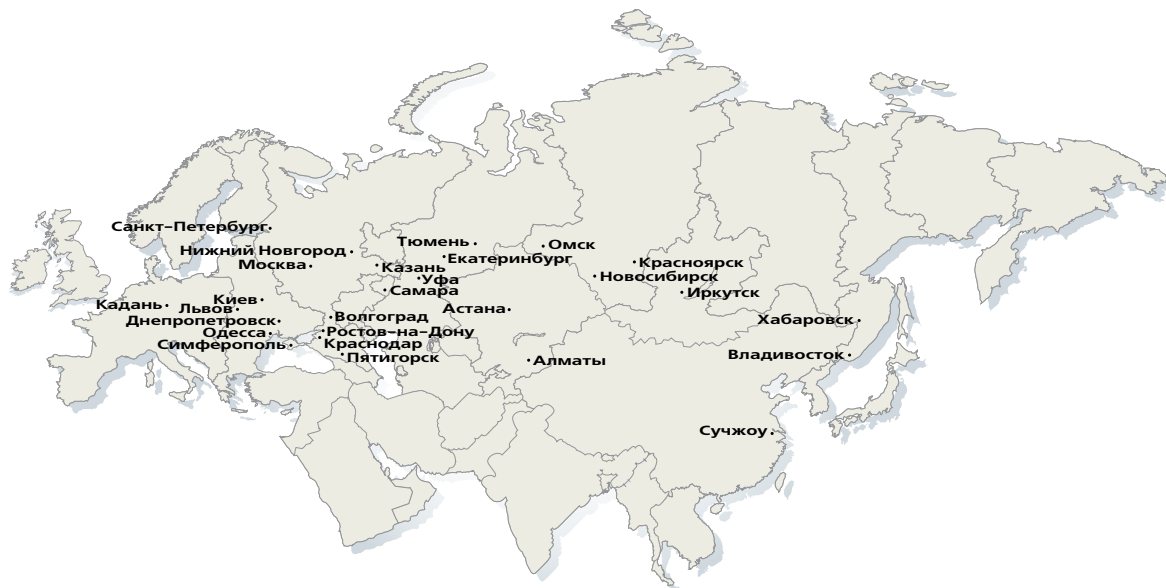 Санкт-Петербург
Нижний Новгород
Тюмень
Омск
Москва
Казань
Екатеринбург
Красноярск
Уфа
Новосибирск
Самара
Иркутск
Кадань
Киев
Львов
Астана
Днепропетровск
Волгоград
Хабаровск
Одесса
Ростов-на-Дону
Симферополь
Краснодар
Пятигорск
Алматы
Владивосток
Сучжоу